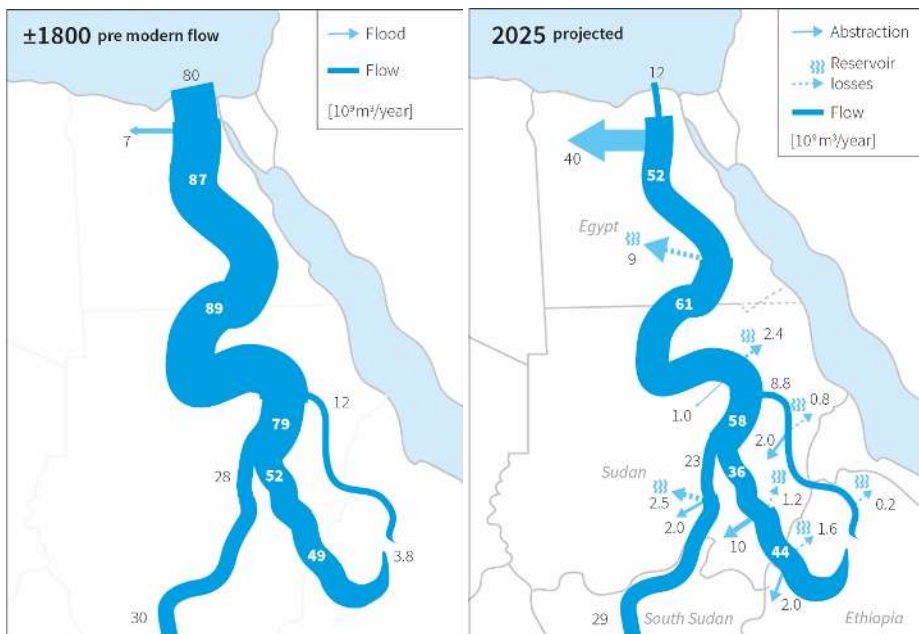 ±1800 pre modern flow
Flood
Flow
[10⁹m³/year]
80
7
87
89
12
79
28
52
49
3.8
30
2025 projected
Abstraction
Reservoir
losses
Flow
[10⁹m³/year]
12
40
52
Egypt
9
61
2.4
8.8
0.8
1.0
58
2.0
23
36
Sudan
2.5
1.2
0.2
2.0
10
1.6
44
2.0
29
South Sudan
Ethiopia